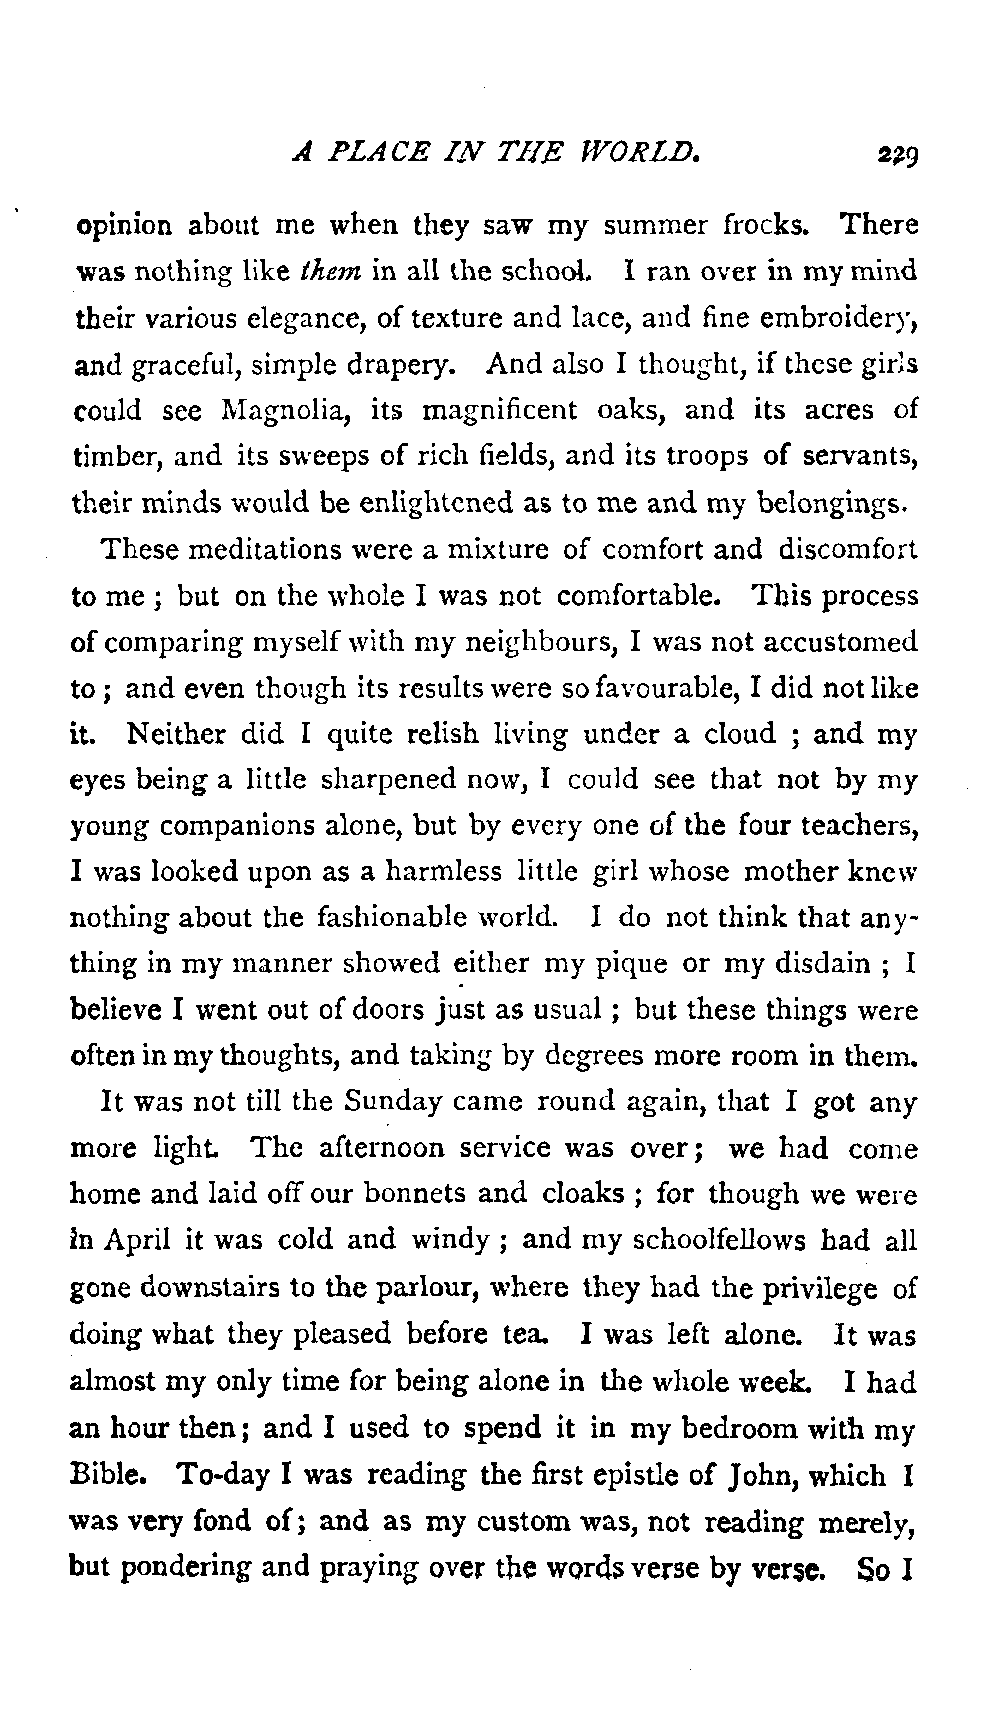 A PLACE IN THE WORLD. 229
opinion about me when they saw my summer frocks. There
was nothing like them in all the school. I ran over in my mind
their various elegance, of texture and lace, and fine embroidery,
and graceful, simple drapery. And also I thought, if these girls
could see Magnolia, its magnificent oaks, and its acres of
timber, and its sweeps of rich fields, and its troops of servants,
their minds would be enlightened as to me and my belongings.
These meditations were a mixture of comfort and discomfort
to me ; but on the whole I was not comfortable. This process
of comparing myself with my neighbours, I was not accustomed
to ; and even though its results were so favourable, I did not like
it. Neither did I quite relish living under a cloud ; and my
eyes being a little sharpened now, I could see that not by my
young companions alone, but by every one of the four teachers,
I was looked upon as a harmless little girl whose mother knew
nothing about the fashionable world. I do not think that any-
thing in my manner showed either my pique or my disdain ; I
believe I went out of doors just as usual ; but these things were
often in my thoughts, and taking by degrees more room in them.
It was not till the Sunday came round again, that I got any
more light. The afternoon service was over ; we had come
home and laid off our bonnets and cloaks ; for though we were
in April it was cold and windy ; and my schoolfellows had all
gone downstairs to the parlour, where they had the privilege of
doing what they pleased before tea. I was left alone. It was
almost my only time for being alone in the whole week. I had
an hour then ; and I used to spend it in my bedroom with my
Bible. To-day I was reading the first epistle of John, which I
was very fond of ; and as my custom was, not reading merely,
but pondering and praying over the words verse by verse. So I